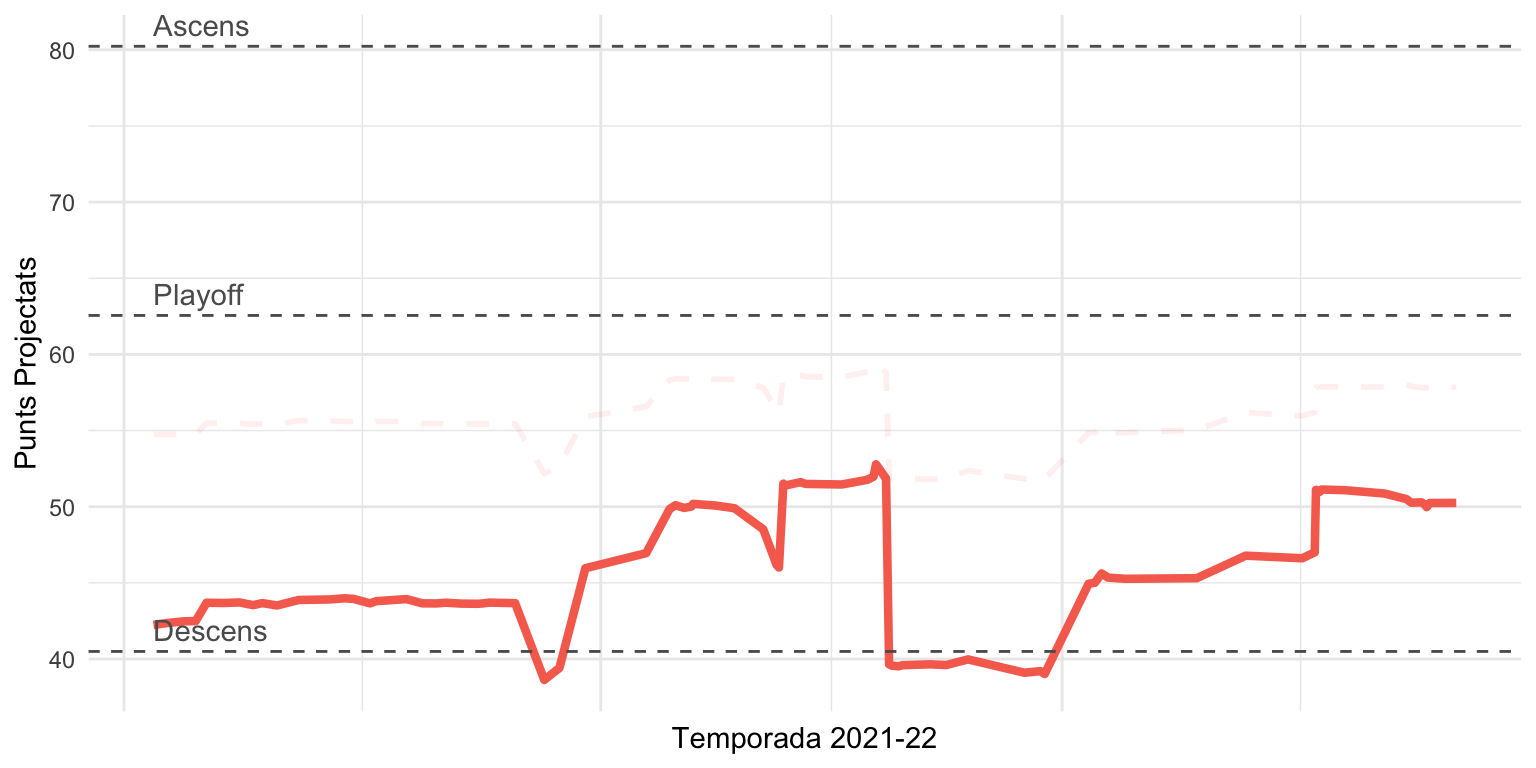 Ascens
80
70
Playoff
60
50
Descens
40
Punts Projectats
Temporada 2021-22